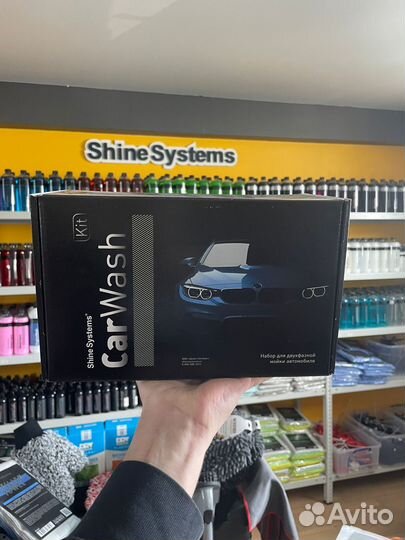 Shine Systems
Kit
CarWash
Shine Systems
Набор для двухфазной
мойки автомобиля
Avito